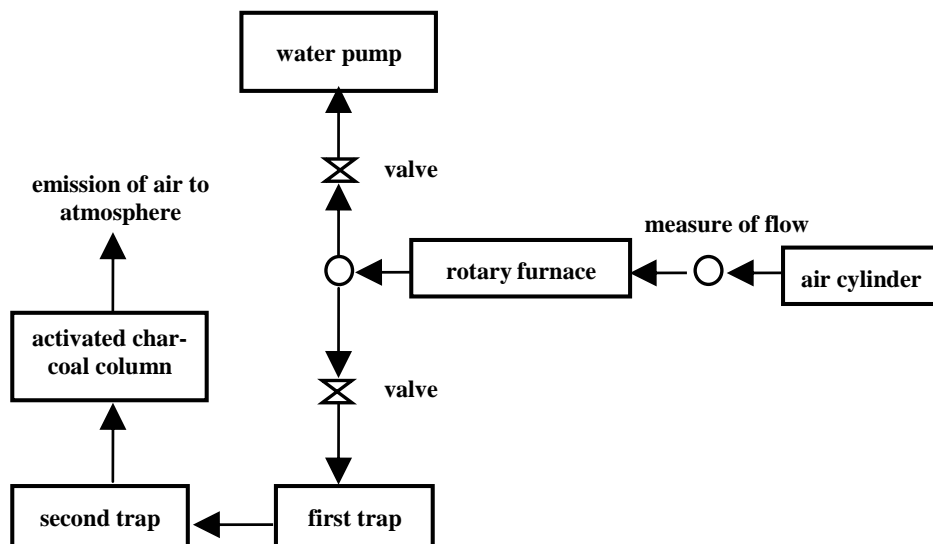 water pump
valve
emission of air to
atmosphere
measure of flow
rotary furnace
air cylinder
activated char-
coal column
valve
second trap
first trap